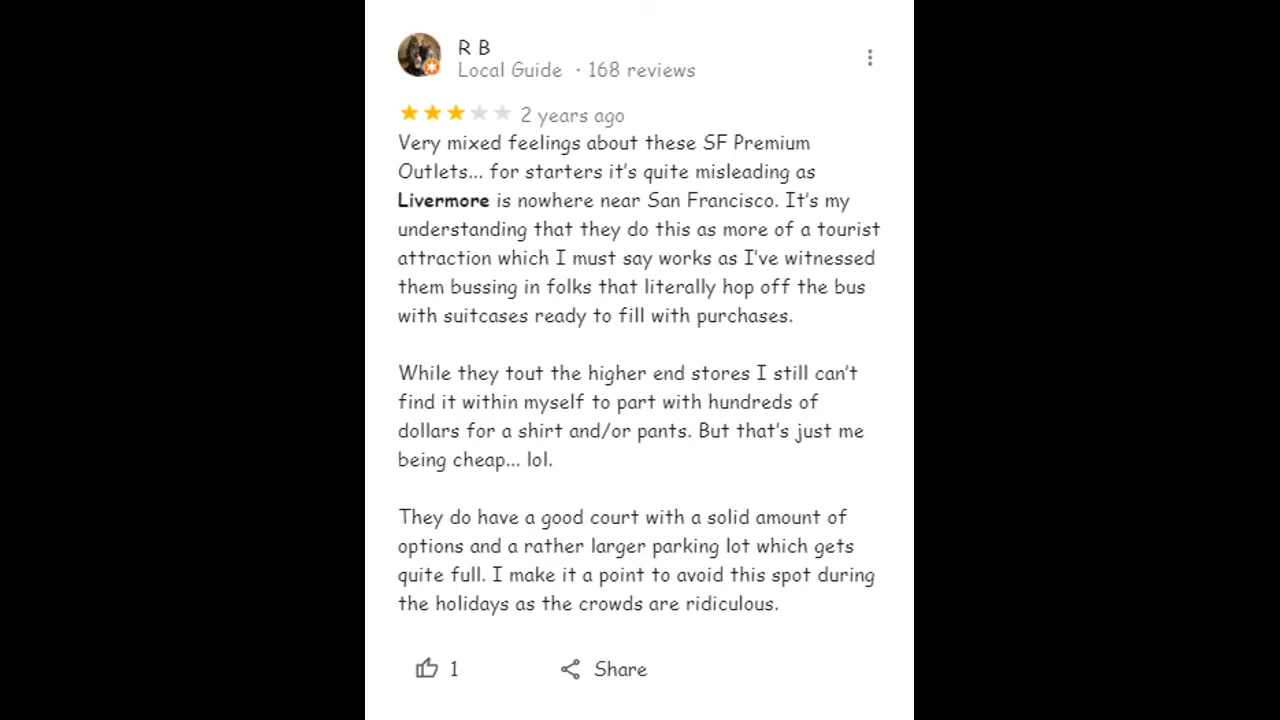 R B
Local Guide · 168 reviews
2 years ago
Very mixed feelings about these SF Premium
Outlets... for starters it's quite misleading as
Livermore is nowhere near San Francisco. It's my
understanding that they do this as more of a tourist
attraction which I must say works as I've witnessed
them bussing in folks that literally hop off the bus
with suitcases ready to fill with purchases.
While they tout the higher end stores I still can't
find it within myself to part with hundreds of
dollars for a shirt and/or pants. But that's just me
being cheap... lol.
They do have a good court with a solid amount of
options and a rather larger parking lot which gets
quite full. I make it a point to avoid this spot during
the holidays as the crowds are ridiculous.
1 Share